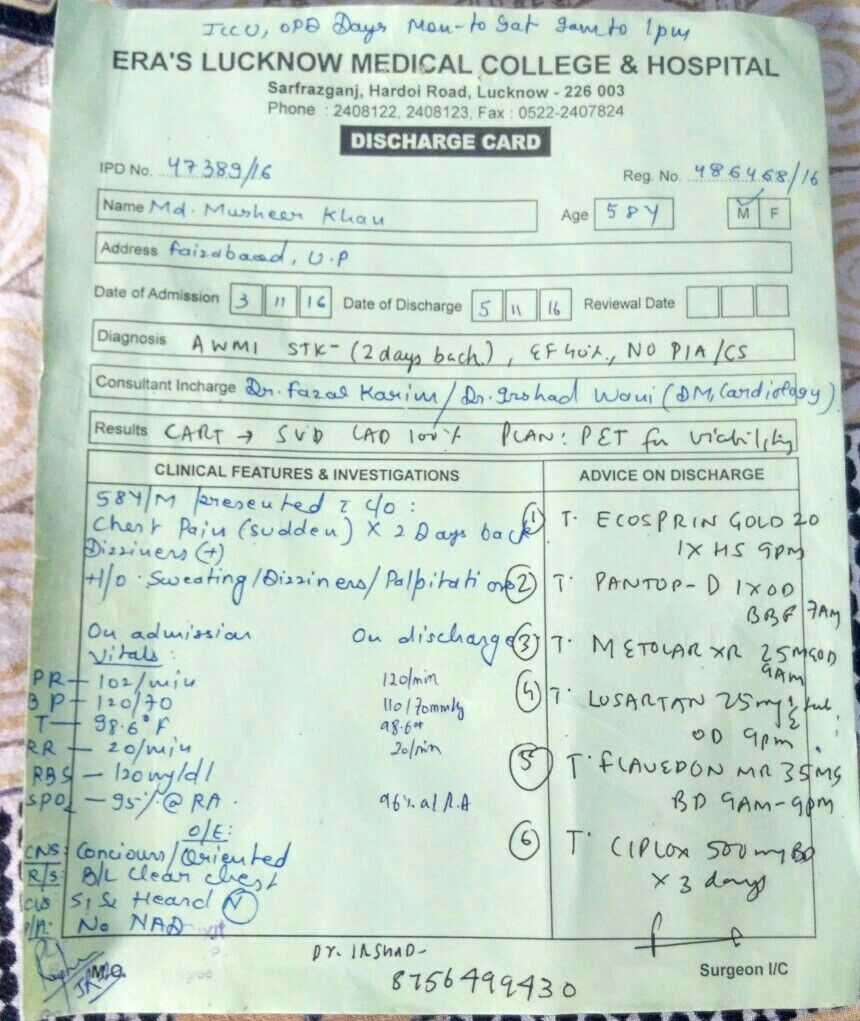 ICCU, OPD Days Mon-to Sat 9am to 1pm
ERA'S LUCKNOW MEDICAL COLLEGE & HOSPITAL
Sarfrazganj, Hardoi Road, Lucknow - 226 003
Phone : 2408122, 2408123, Fax : 0522-2407824
DISCHARGE CARD
IPD No. 47389/16 Reg. No. 486468/16
Name Md. Musheer Khan Age 58Y M F
Address Faizabaad, U.P
Date of Admission 3 11 16 Date of Discharge 5 11 16 Reviewal Date
Diagnosis AWMI STK- (2 days back), EF 40%, NO PIA/CS
Consultant Incharge Dr. Fazal Karim/Dr. Irshad Wani (DM, Cardiology)
Results CART → SVD LAD 100% PLAN: PET for viability
CLINICAL FEATURES & INVESTIGATIONS
58Y/M presented c C/O:
Chest Pain (Sudden) X 2 Days back
Dizziners (+)
H/O Sweating/Dizziners/Palpitations
On admission On discharge
Vitals:
PR - 102/min 120/min
BP - 120/70 110/70mmHg
T - 98.6°F 98.6°F
RR - 20/min 20/min
RBS - 120mg/dl
SPO2 - 95% @ RA 96% at R.A
O/E:
CNS: Concious/Oriented
R/S: B/L Clear chest
CVS: S1 S2 Heard N
P/A: No NAD
ADVICE ON DISCHARGE
1 T. ECOSPRIN GOLD 20
1X HS 9PM
2 T. PANTOP-D 1XOD
BBF 7AM
3 T. METOLAR XR 25MG OD
9AM
4 T. LOSARTAN 25mg 1/2 tab
OD 9pm
5 T. FLAVEDON MR 35MG
BD 9AM-9PM
6 T. CIPLOX 500mg BD
X 3 days
M.O.
Dr. IRSHAD-
8756499430
Surgeon I/C